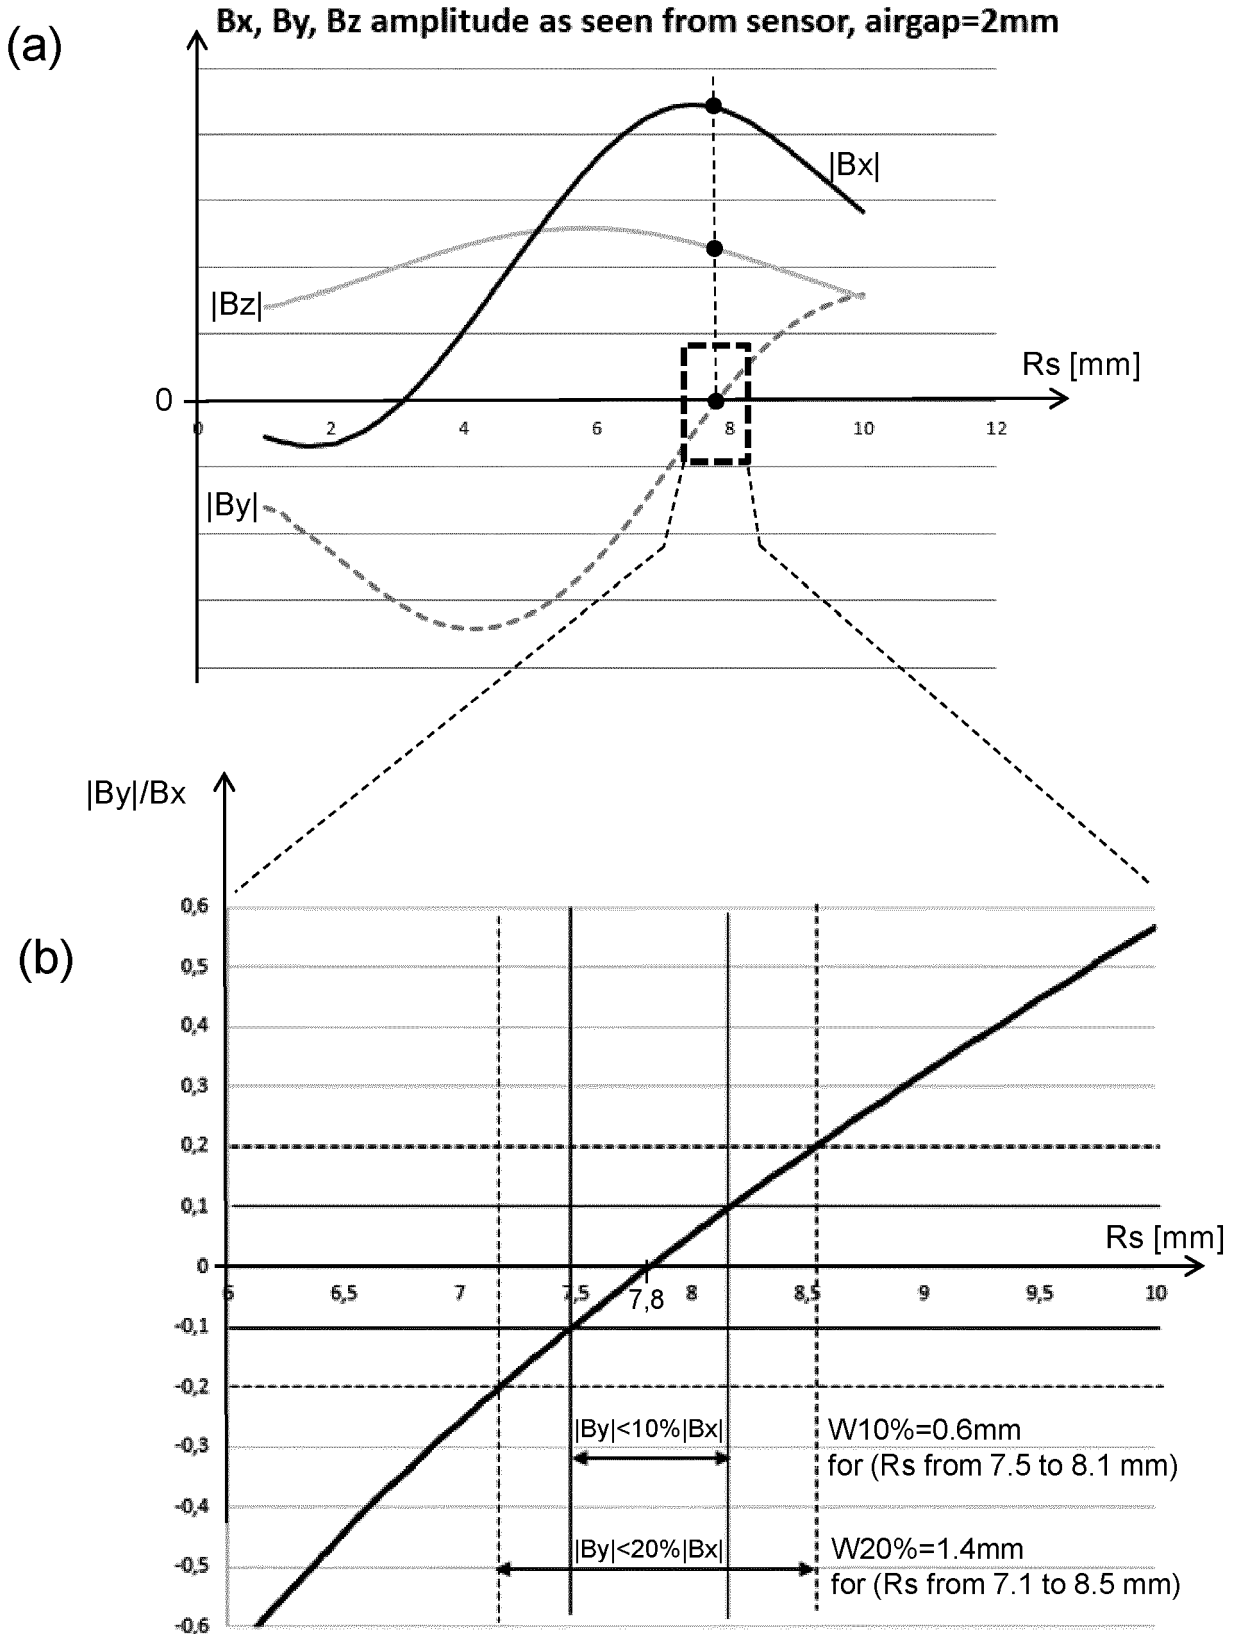 Bx, By, Bz amplitude as seen from sensor, airgap=2mm
(a)
|Bx|
|Bz|
Rs [mm]
0
0 2 4 6 8 10 12
|By|
|By|/Bx
(b)
0,6
0,5
0,4
0,3
0,2
0,1
Rs [mm]
0
6 6,5 7 7,5 7,8 8 8,5 9 9,5 10
-0,1
-0,2
|By|<10%|Bx| W10%=0.6mm
-0,3
for (Rs from 7.5 to 8.1 mm)
-0,4
|By|<20%|Bx| W20%=1.4mm
-0,5
for (Rs from 7.1 to 8.5 mm)
-0,6